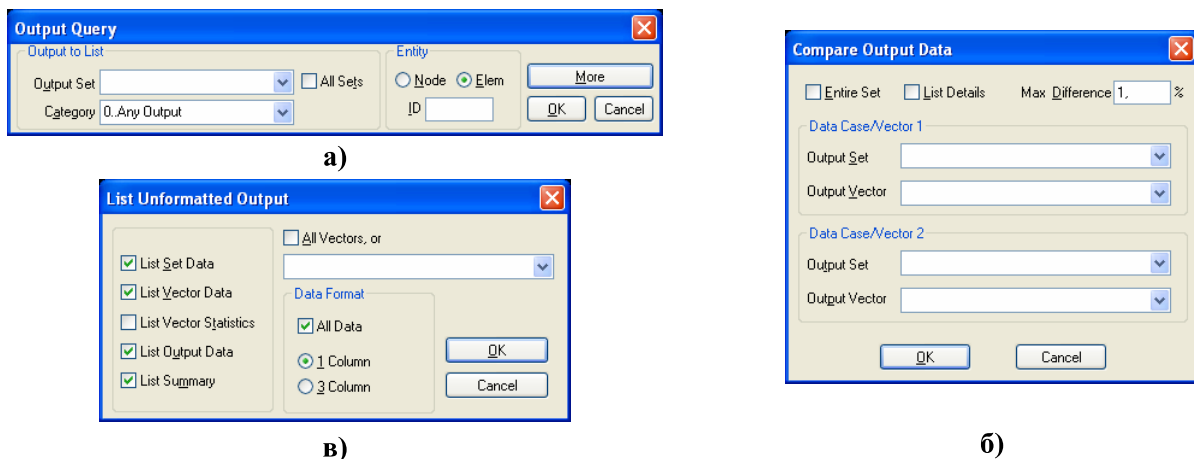 Output Query
Output to List
Output Set
All Sets
Category 0..Any Output
Entity
Node Elem
ID
More
OK Cancel
а)
List Unformatted Output
List Set Data
List Vector Data
List Vector Statistics
List Output Data
List Summary
All Vectors, or
Data Format
All Data
1 Column
3 Column
OK
Cancel
в)
Compare Output Data
Entire Set List Details Max Difference 1, %
Data Case/Vector 1
Output Set
Output Vector
Data Case/Vector 2
Output Set
Output Vector
OK Cancel
б)